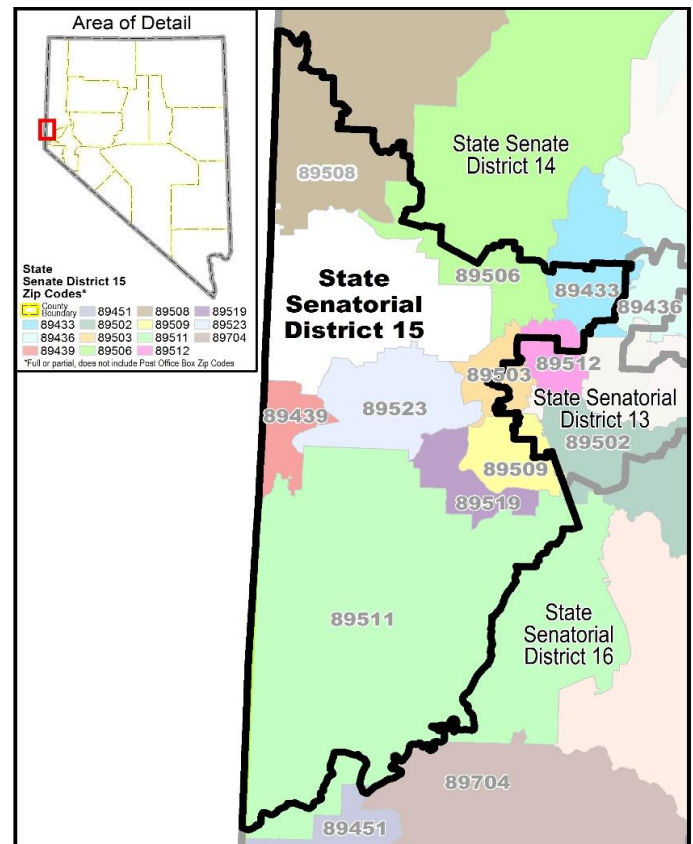 Area of Detail
State
Senate District 15
Zip Codes*
County
Boundary
89433
89436
89439
89451
89502
89503
89506
89508
89509
89511
89512
89519
89523
89704
*Full or partial, does not include Post Office Box Zip Codes
State Senate
District 14
89508
State
Senatorial
District 15
89506
89433
89436
89512
89503
State Senatorial
District 13
89439
89523
89502
89509
89519
89511
State
Senatorial
District 16
89704
89451